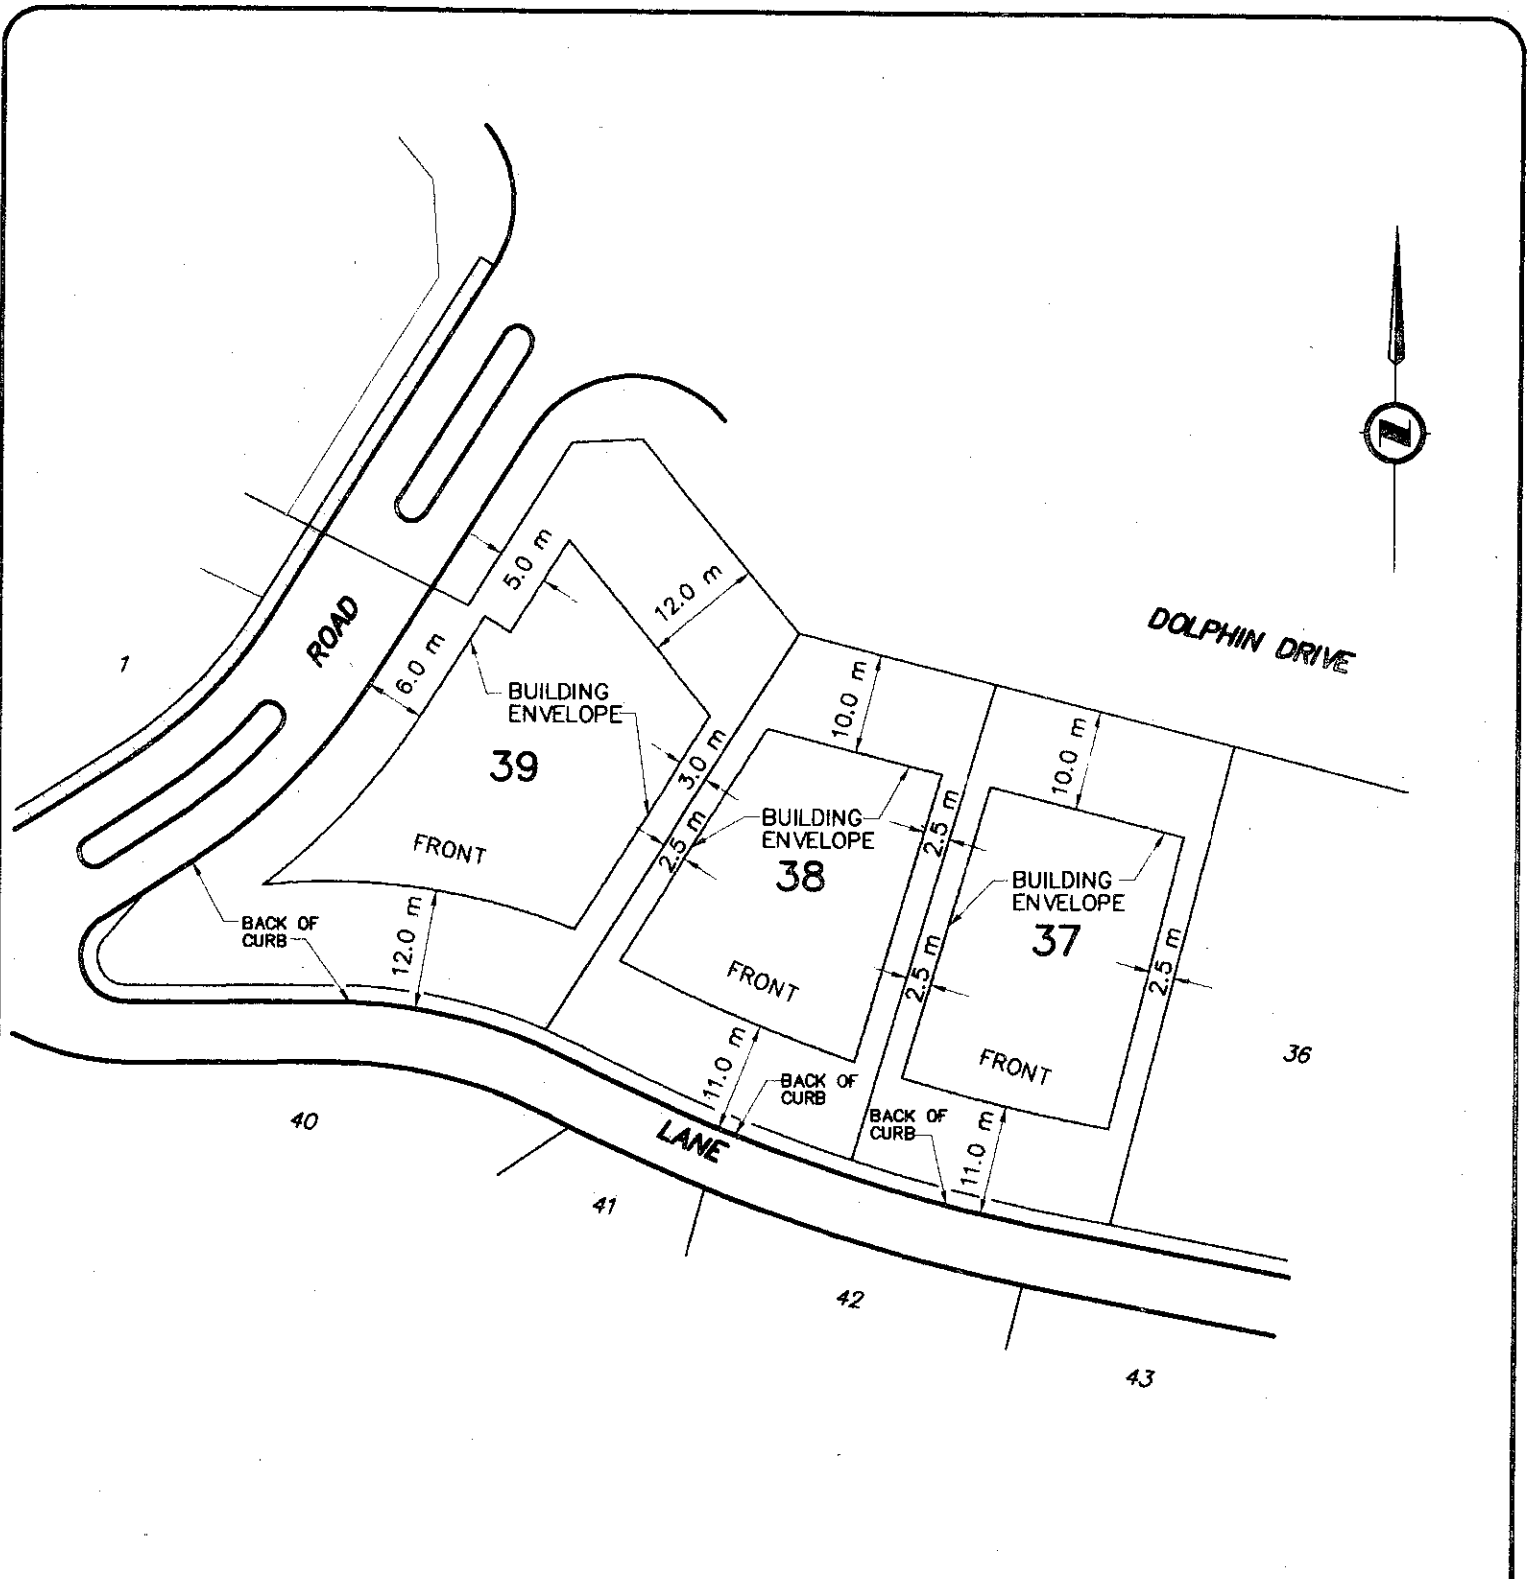 5.0 m
12.0 m
ROAD
DOLPHIN DRIVE
1
6.0 m
10.0 m
BUILDING
ENVELOPE
39
3.0 m
10.0 m
BUILDING
ENVELOPE
38
2.5 m
2.5 m
FRONT
BUILDING
ENVELOPE
37
BACK OF
CURB
12.0 m
FRONT
2.5 m
2.5 m
36
11.0 m
BACK OF
CURB
FRONT
BACK OF
CURB
11.0 m
40
LANE
41
42
43
N